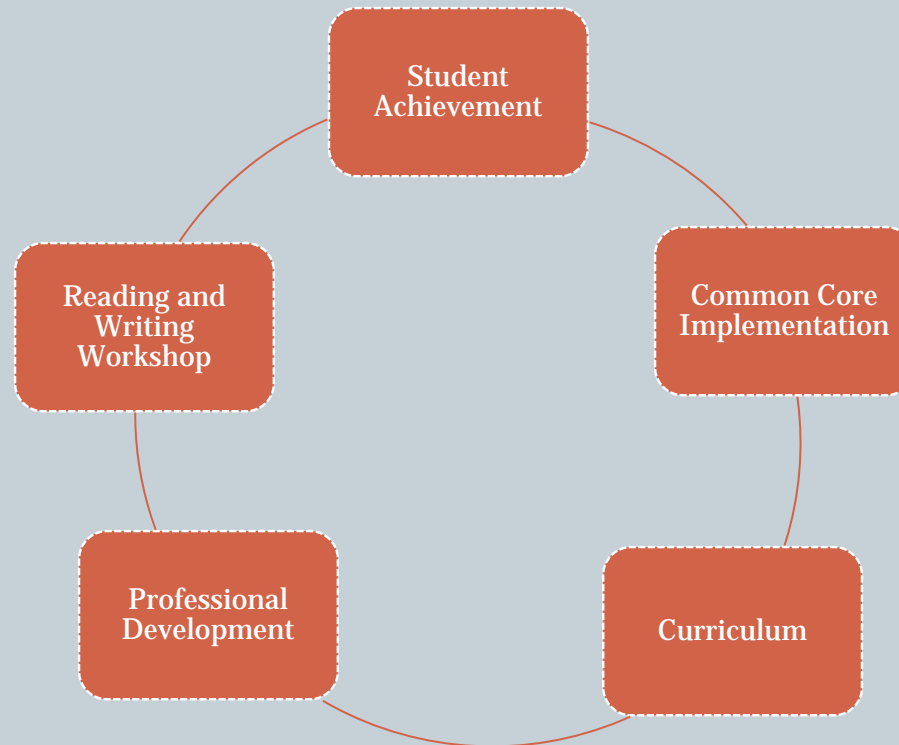 Student
Achievement
Common Core
Implementation
Curriculum
Professional
Development
Reading and
Writing
Workshop